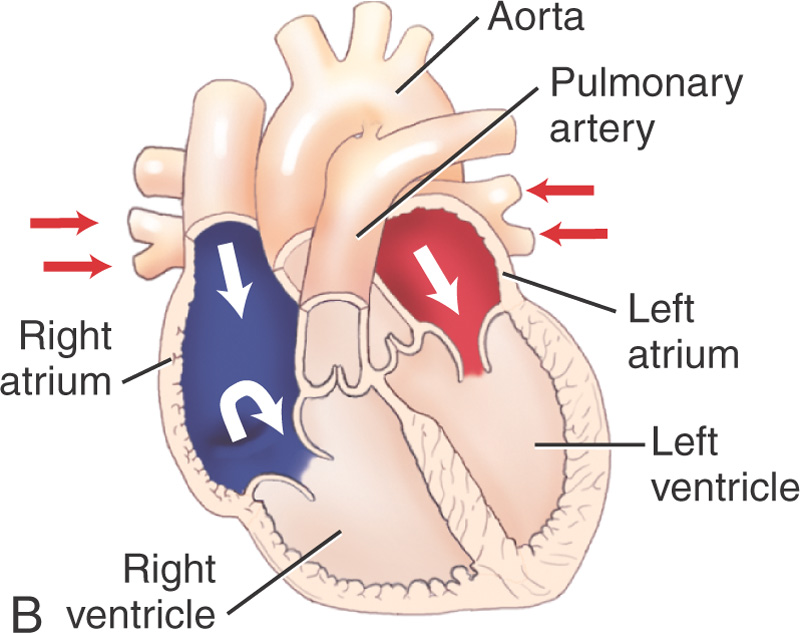 Aorta
Pulmonary
artery
Right
atrium
Left
atrium
Left
ventricle
Right
ventricle
B